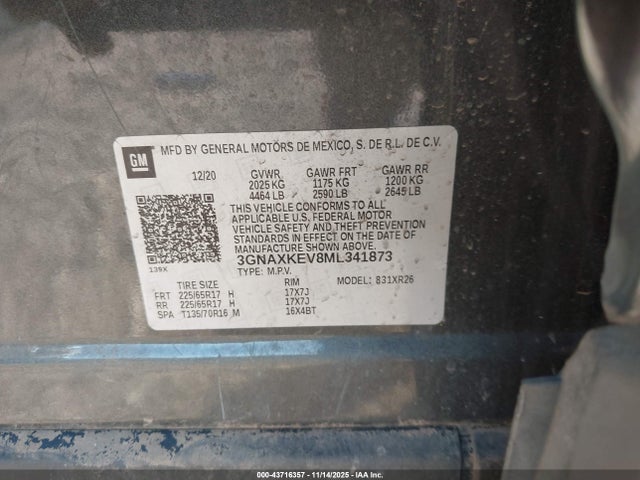 GM
MFD BY GENERAL MOTORS DE MEXICO, S. DE R.L. DE C.V.
12/20 GVWR GAWR FRT GAWR RR
2025 KG 1175 KG 1200 KG
4464 LB 2590 LB 2645 LB
THIS VEHICLE CONFORMS TO ALL
APPLICABLE U.S. FEDERAL MOTOR
VEHICLE SAFETY AND THEFT PREVENTION
STANDARDS IN EFFECT ON THE DATE OF
MANUFACTURE SHOWN ABOVE.
3GNAXKEV8ML341873
139X TYPE: M.P.V.
TIRE SIZE RIM MODEL: 831XR26
FRT 225/65R17 H 17X7J
RR 225/65R17 H 17X7J
SPA T135/70R16 M 16X4BT
000-43716357 - 11/14/2025 - IAAI, Inc.